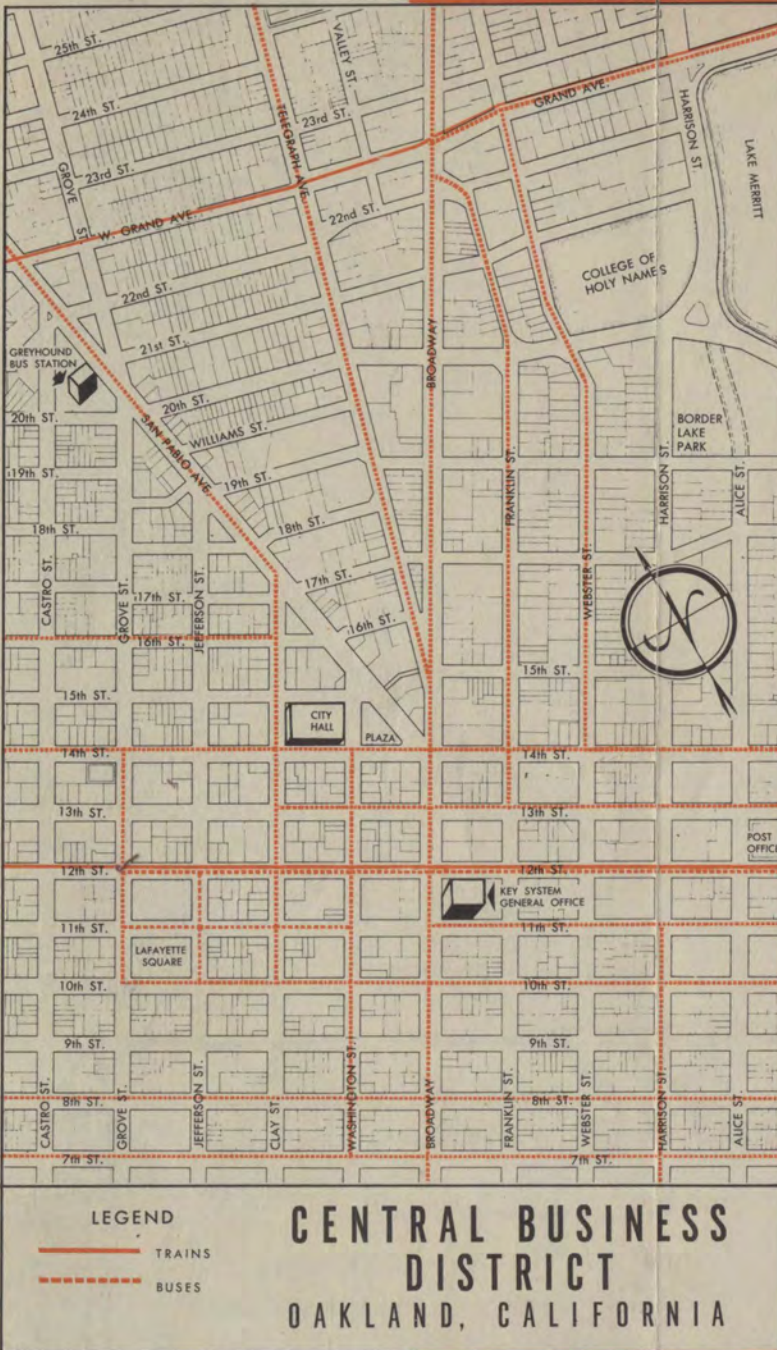 25th ST.
VALLEY ST.
24th ST.
TELEGRAPH AVE.
23rd ST.
GRAND AVE.
HARRISON ST
LAKE MERRITT
GROVE ST.
23rd ST.
W. GRAND AVE.
22nd ST.
COLLEGE OF
HOLY NAMES
22nd ST.
21st ST.
BROADWAY
GREYHOUND
BUS STATION
20th ST.
20th ST.
WILLIAMS ST.
SAN PABLO AVE.
BORDER
LAKE
PARK
19th ST.
19th ST.
FRANKLIN ST.
HARRISON ST.
ALICE ST.
18th ST.
18th ST.
CASTRO ST.
GROVE ST.
JEFFERSON ST.
17th ST.
17th ST.
WEBSTER ST.
N
16th ST.
16th ST.
15th ST.
15th ST.
CITY
HALL
PLAZA
14th ST.
14th ST.
13th ST.
13th ST.
POST
OFFICE
12th ST.
12th ST.
KEY SYSTEM
GENERAL OFFICE
11th ST.
11th ST.
LAFAYETTE
SQUARE
10th ST.
10th ST.
9th ST.
9th ST.
CASTRO ST.
GROVE ST.
JEFFERSON ST.
CLAY ST.
WASHINGTON ST.
BROADWAY
FRANKLIN ST.
WEBSTER ST.
HARRISON ST.
ALICE ST.
8th ST.
8th ST.
7th ST.
7th ST.
LEGEND
TRAINS
BUSES
CENTRAL BUSINESS
DISTRICT
OAKLAND, CALIFORNIA